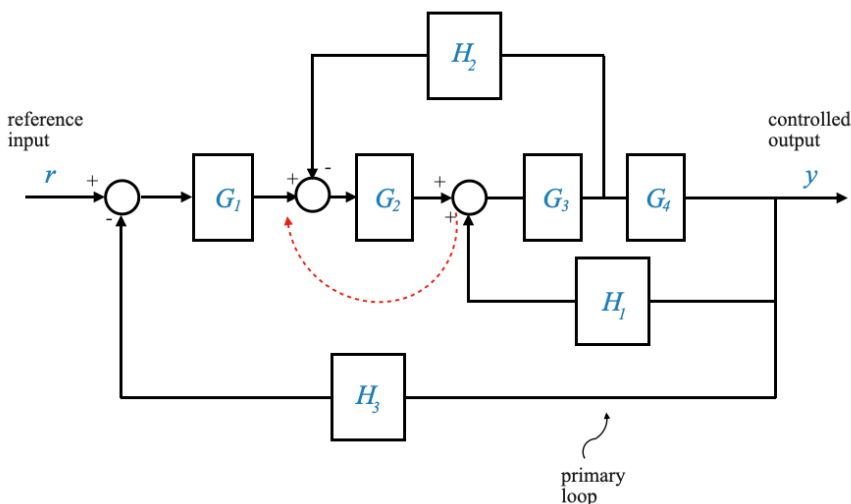 H2
reference
input
controlled
output
r
+
G1
+
-
G2
+
+
G3
G4
y
-
H1
H3
primary
loop